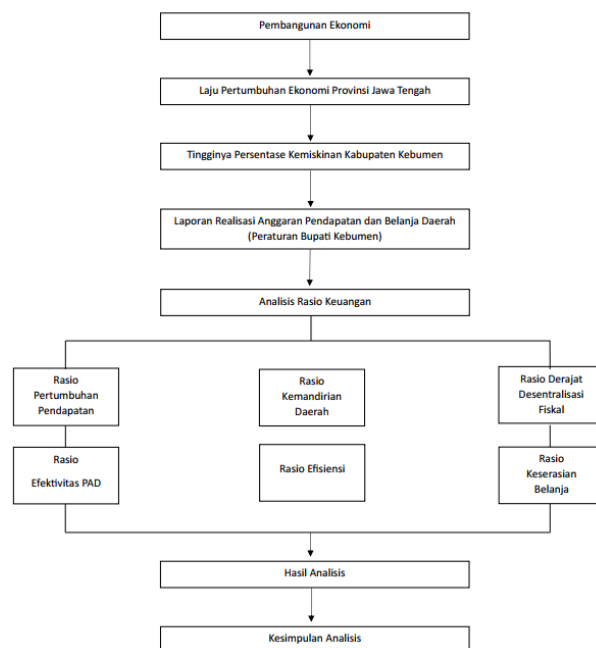 Pembangunan Ekonomi
Laju Pertumbuhan Ekonomi Provinsi Jawa Tengah
Tingginya Persentase Kemiskinan Kabupaten Kebumen
Laporan Realisasi Anggaran Pendapatan dan Belanja Daerah
(Peraturan Bupati Kebumen)
Analisis Rasio Keuangan
Rasio
Pertumbuhan
Pendapatan
Rasio
Kemandirian
Daerah
Rasio Derajat
Desentralisasi
Fiskal
Rasio
Efektivitas PAD
Rasio Efisiensi
Rasio
Keserasian
Belanja
Hasil Analisis
Kesimpulan Analisis